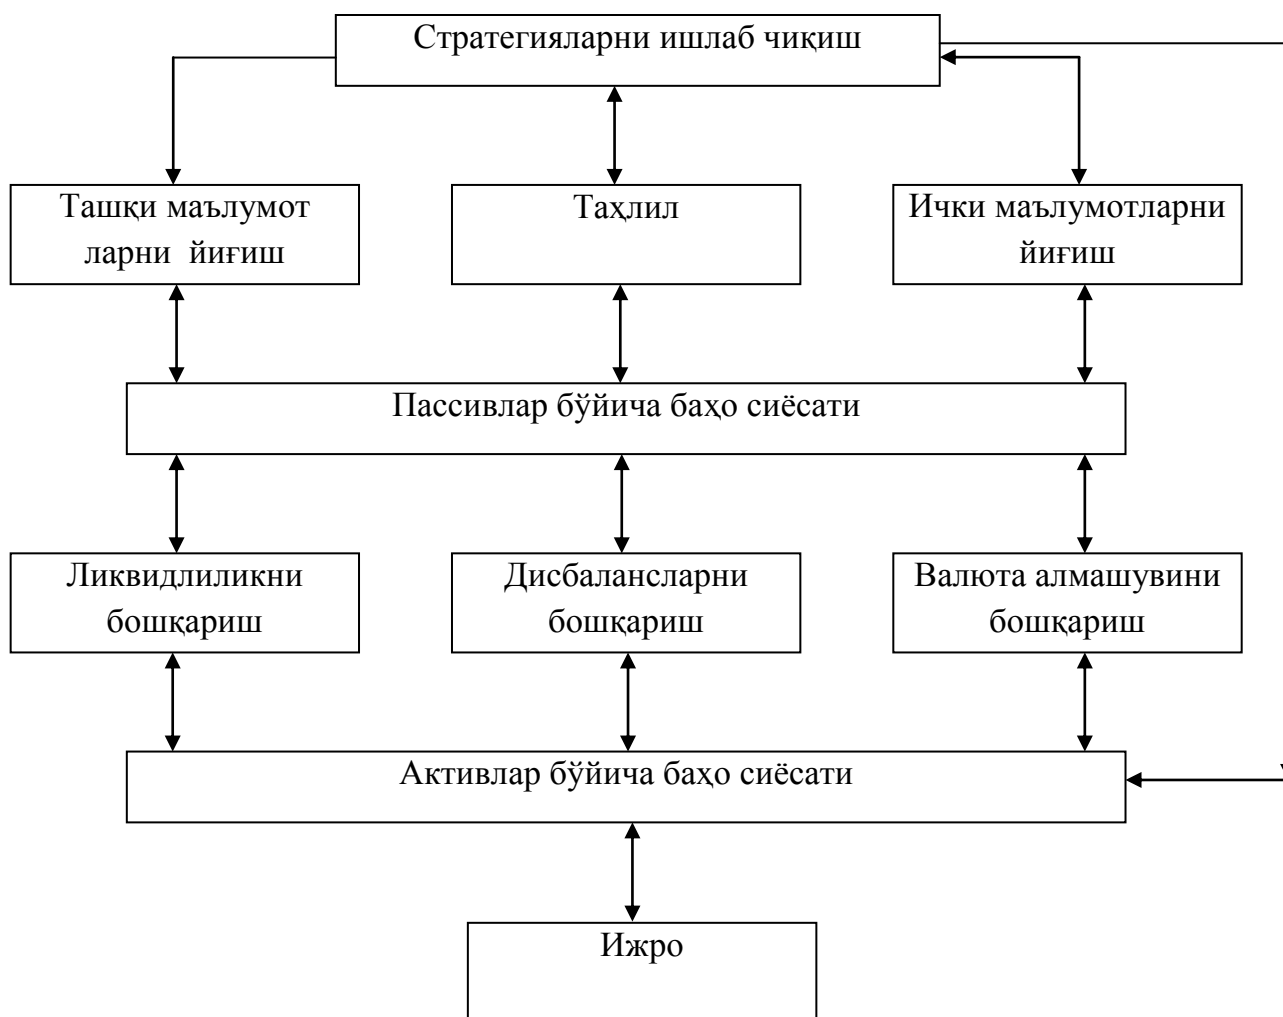 Стратегияларни ишлаб чиқиш
Ташқи маълумот
ларни йиғиш
Таҳлил
Ички маълумотларни
йиғиш
Пассивлар бўйича баҳо сиёсати
Ликвидлиликни
бошқариш
Дисбалансларни
бошқариш
Валюта алмашувини
бошқариш
Активлар бўйича баҳо сиёсати
Ижро